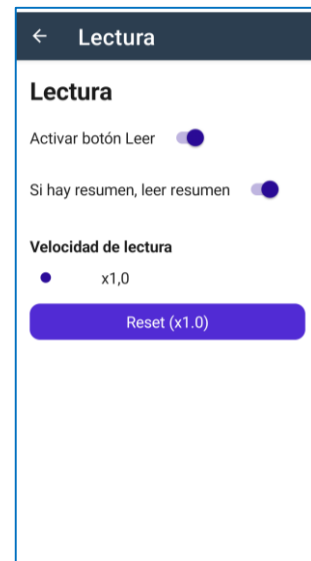 Lectura
Lectura
Activar botón Leer
Si hay resumen, leer resumen
Velocidad de lectura
x1,0
Reset (x1.0)